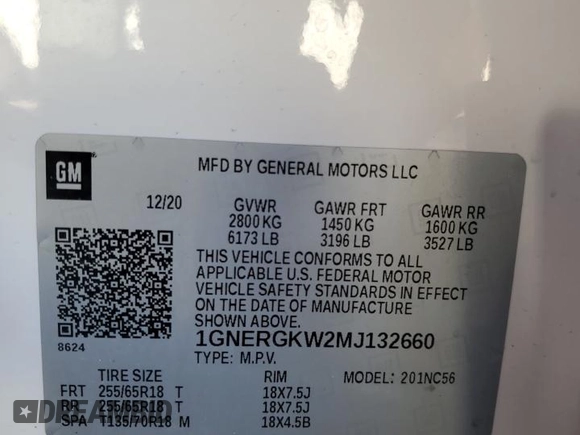 GM
MFD BY GENERAL MOTORS LLC
12/20 GVWR GAWR FRT GAWR RR
2800 KG 1450 KG 1600 KG
6173 LB 3196 LB 3527 LB
THIS VEHICLE CONFORMS TO ALL
APPLICABLE U.S. FEDERAL MOTOR
VEHICLE SAFETY STANDARDS IN EFFECT
ON THE DATE OF MANUFACTURE
SHOWN ABOVE.
8624
1GNERGKW2MJ132660
TYPE: M.P.V.
TIRE SIZE RIM MODEL: 201NC56
FRT 255/65R18 T 18X7.5J
RR 255/65R18 T 18X7.5J
SPA T135/70R18 M 18X4.5B
DREAMBID